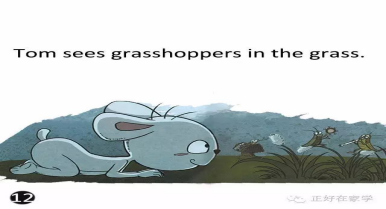 Tom sees grasshoppers in the grass.
12
正好在家学